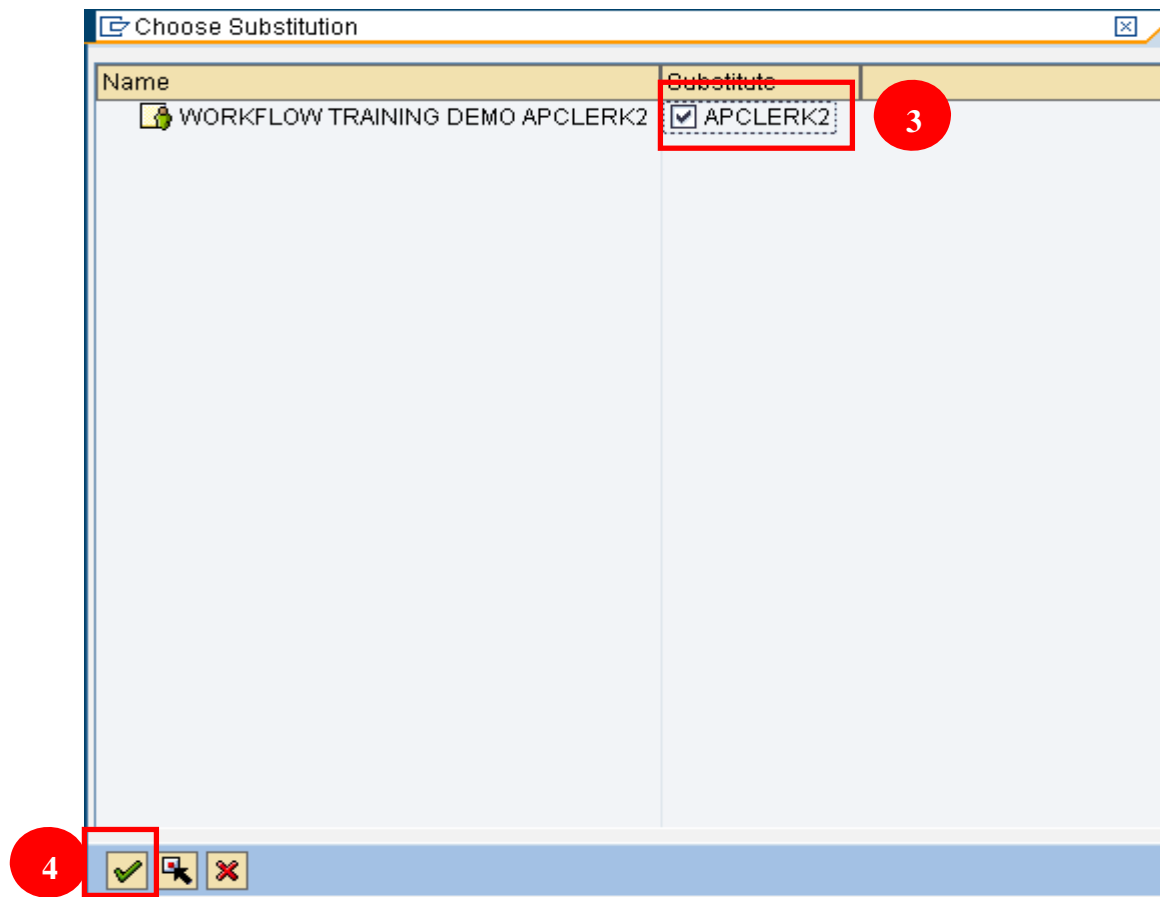 Choose Substitution
Name Substitute
WORKFLOW TRAINING DEMO APCLERK2 APCLERK2
3
4